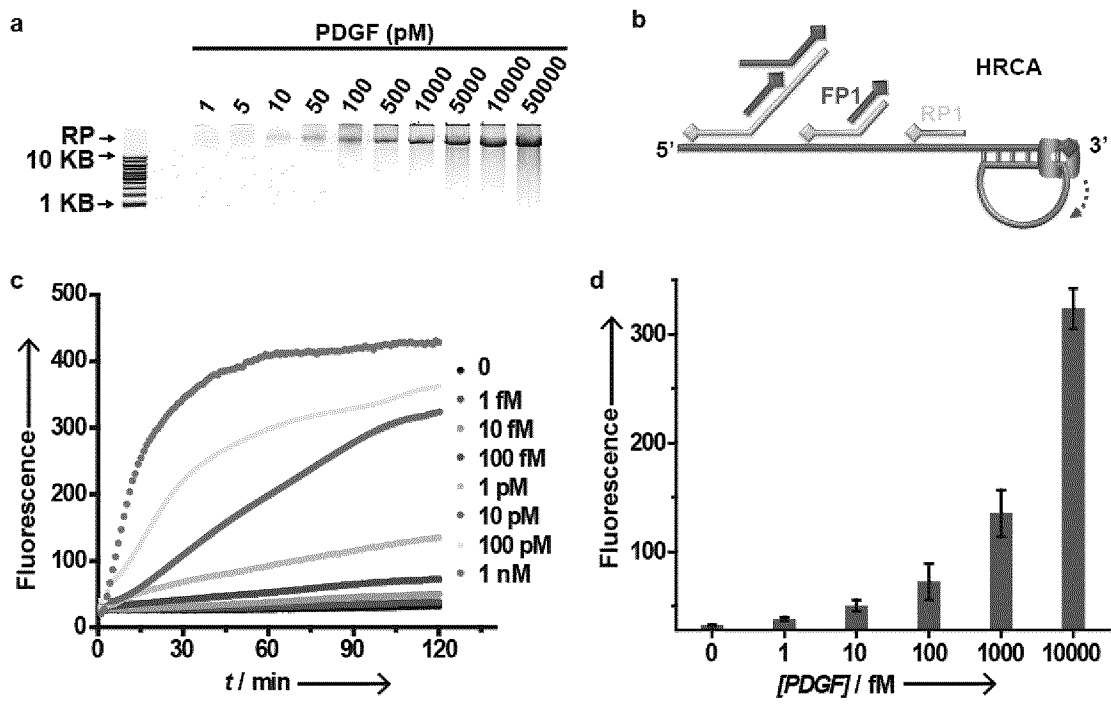 a
PDGF (pM)
1 5 10 50 100 500 1000 5000 10000 50000
RP
10 KB
1 KB
b
HRCA
FP1
RP1
5’
3’
c
500
400
300
200
100
0
0 30 60 90 120
Fluorescence
t / min
0
1 fM
10 fM
100 fM
1 pM
10 pM
100 pM
1 nM
d
300
200
100
0 1 10 100 1000 10000
Fluorescence
[PDGF] / fM